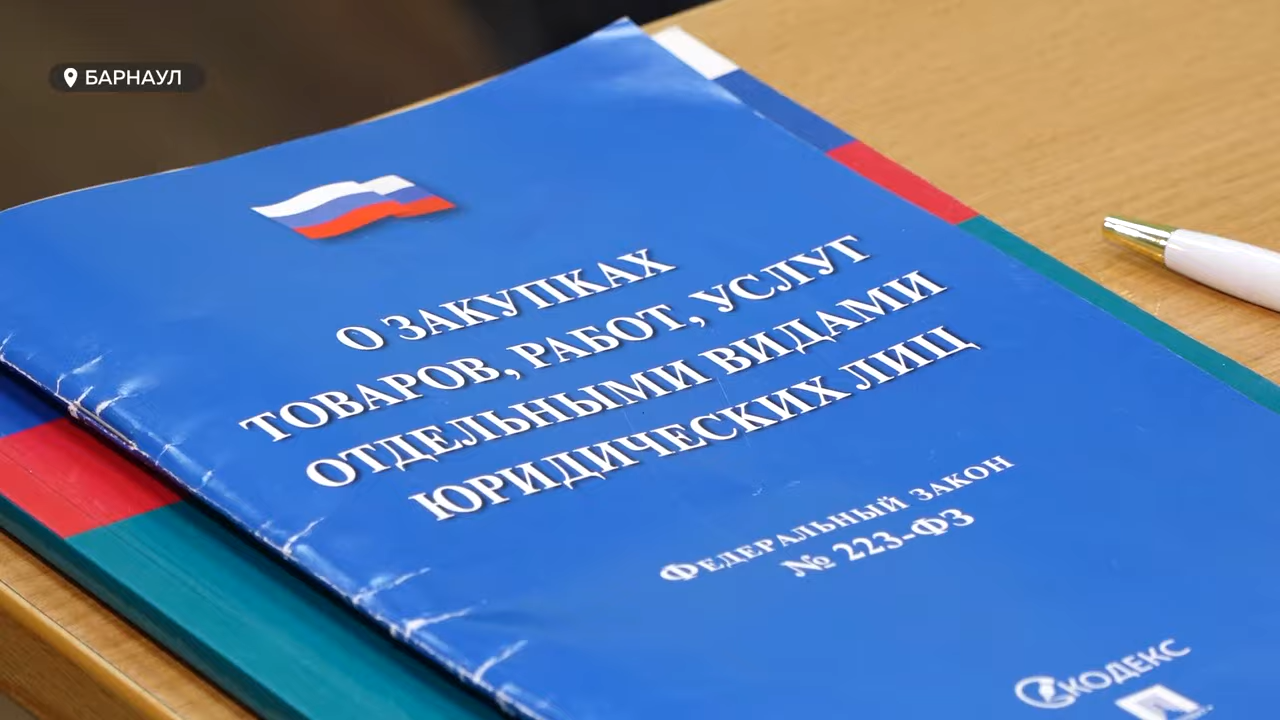 БАРНАУЛ
О ЗАКУПКАХ
ТОВАРОВ, РАБОТ, УСЛУГ
ОТДЕЛЬНЫМИ ВИДАМИ
ЮРИДИЧЕСКИХ ЛИЦ
ФЕДЕРАЛЬНЫЙ ЗАКОН
№ 223-ФЗ
КОДЕКС